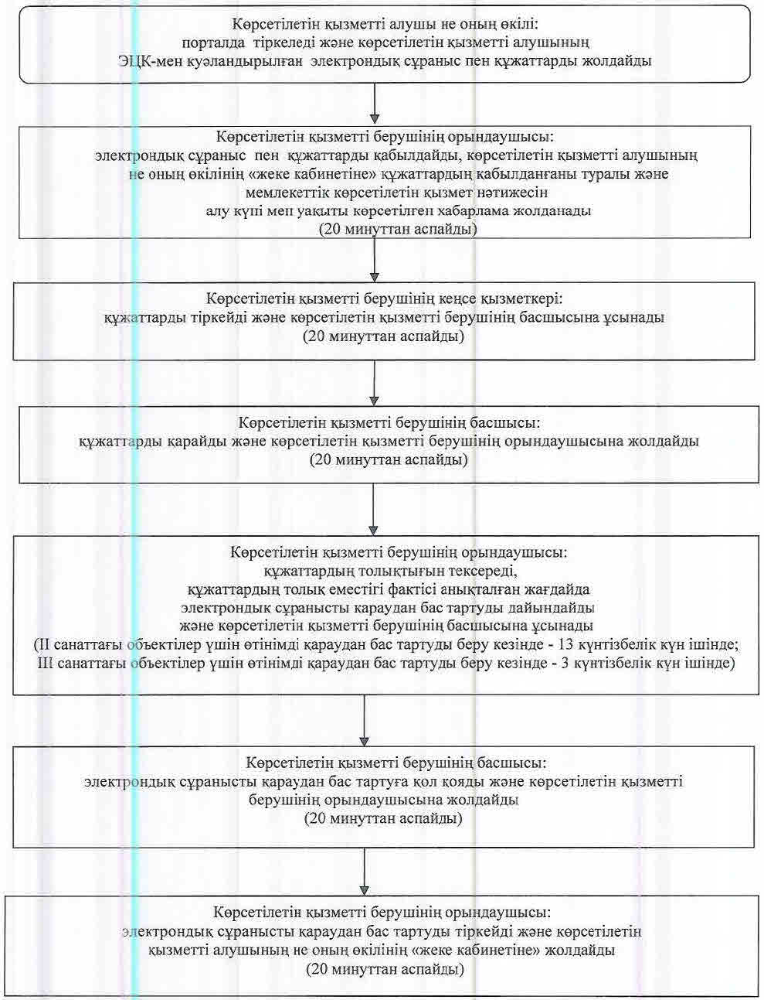 Көрсетілетін қызметті алушы не оның өкілі:
порталда тіркеледі және көрсетілетін қызметті алушының
ЭЦҚ-мен куәландырылған электрондық сұраныс пен құжаттарды жолдайды
Көрсетілетін қызметті берушінің орындаушысы:
электрондық сұраныс пен құжаттарды қабылдайды, көрсетілетін қызметті алушының
не оның өкілінің «жеке кабинетіне» құжаттардың қабылданғаны туралы және
мемлекеттік көрсетілетін қызмет нәтижесін
алу күні мен уақыты көрсетілген хабарлама жолданады
(20 минуттан аспайды)
Көрсетілетін қызметті берушінің кеңсе қызметкері:
құжаттарды тіркейді және көрсетілетін қызметті берушінің басшысына ұсынады
(20 минуттан аспайды)
Көрсетілетін қызметті берушінің басшысы:
құжаттарды қарайды және көрсетілетін қызметті берушінің орындаушысына жолдайды
(20 минуттан аспайды)
Көрсетілетін қызметті берушінің орындаушысы:
құжаттардың толықтығын тексереді,
құжаттардың толық еместігі фактісі анықталған жағдайда
электрондык сұранысты караудан бас тартуды дайындайды
және көрсетілетін қызметті берушінің басшысына ұсынады
(II санаттағы объектілер үшін өтінімді қараудан бас тартуды беру кезінде - 13 күнтізбелік күн ішінде;
III санаттағы объектілер үшін өтінімді қараудан бас тартуды беру кезінде - 3 күнтізбелік күн ішінде)
Көрсетілетін қызметті берушінің басшысы:
электрондық сұранысты қараудан бас тартуға қол қояды және көрсетілетін қызметті
берушінің орындаушысына жолдайды
(20 минуттан аспайды)
Көрсетілетін қызметті берушінің орындаушысы:
электрондық сұранысты қараудан бас тартуды тіркейді және көрсетілетін
қызметті алушының не оның өкілінің «жеке кабинетіне» жолдайды
(20 минуттан аспайды)